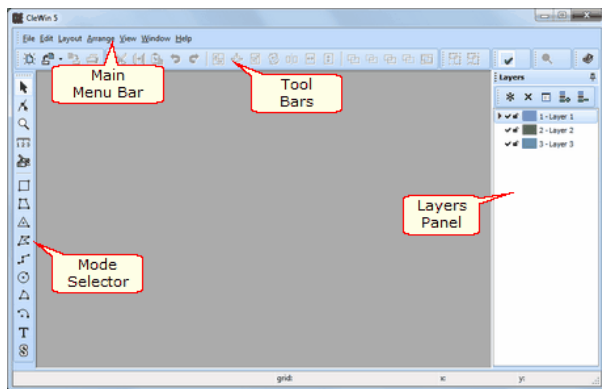 CleWin 5
File Edit Layout Arrange View Window Help
Main
Menu Bar
Tool
Bars
Layers
1 - Layer 1
2 - Layer 2
3 - Layer 3
Layers
Panel
Mode
Selector
T
grid:
x:
y: